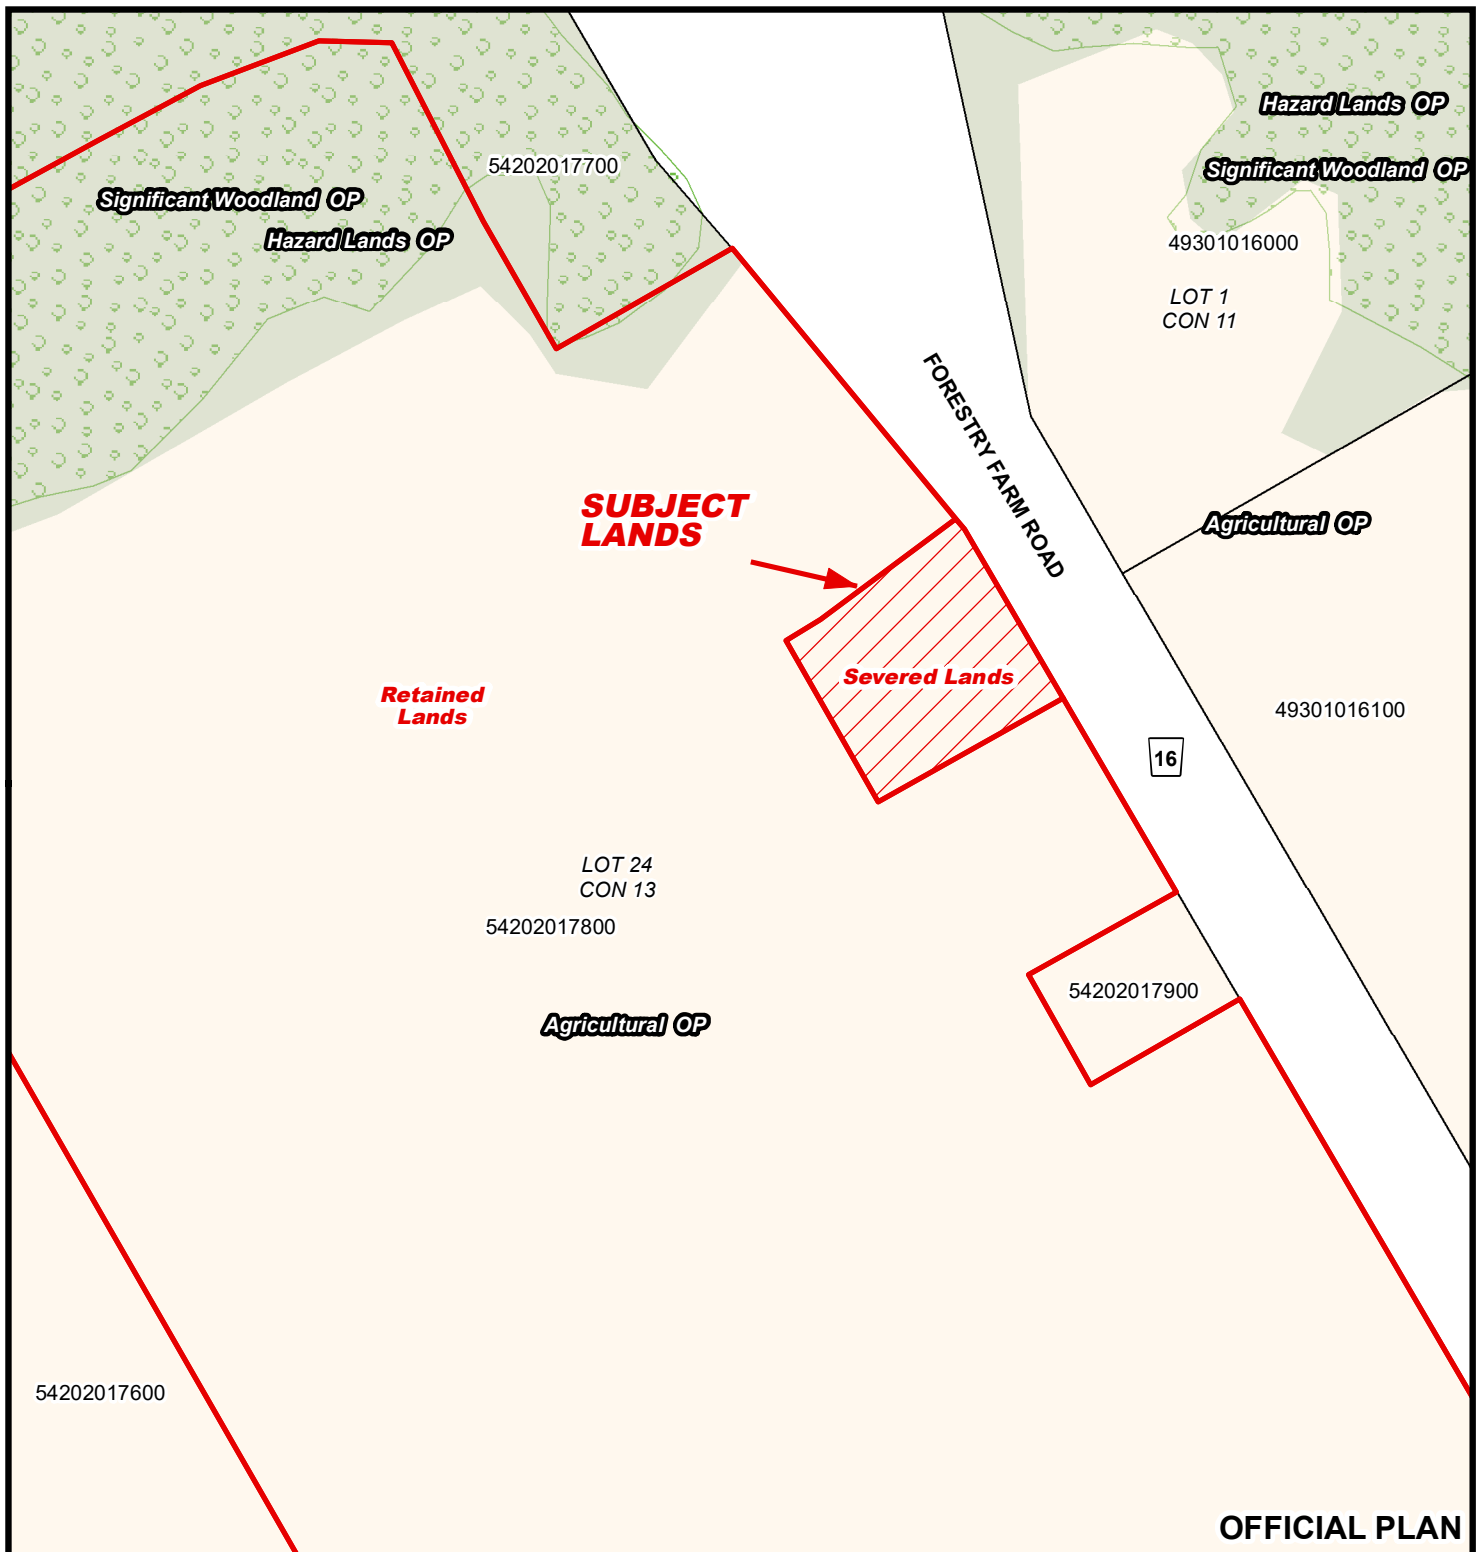 Hazard Lands OP
54202017700
Significant Woodland OP
Significant Woodland OP
Hazard Lands OP
49301016000
LOT 1
CON 11
FORESTRY FARM ROAD
SUBJECT
LANDS
Agricultural OP
Severed Lands
Retained
Lands
49301016100
16
LOT 24
CON 13
54202017800
54202017900
Agricultural OP
54202017600
OFFICIAL PLAN